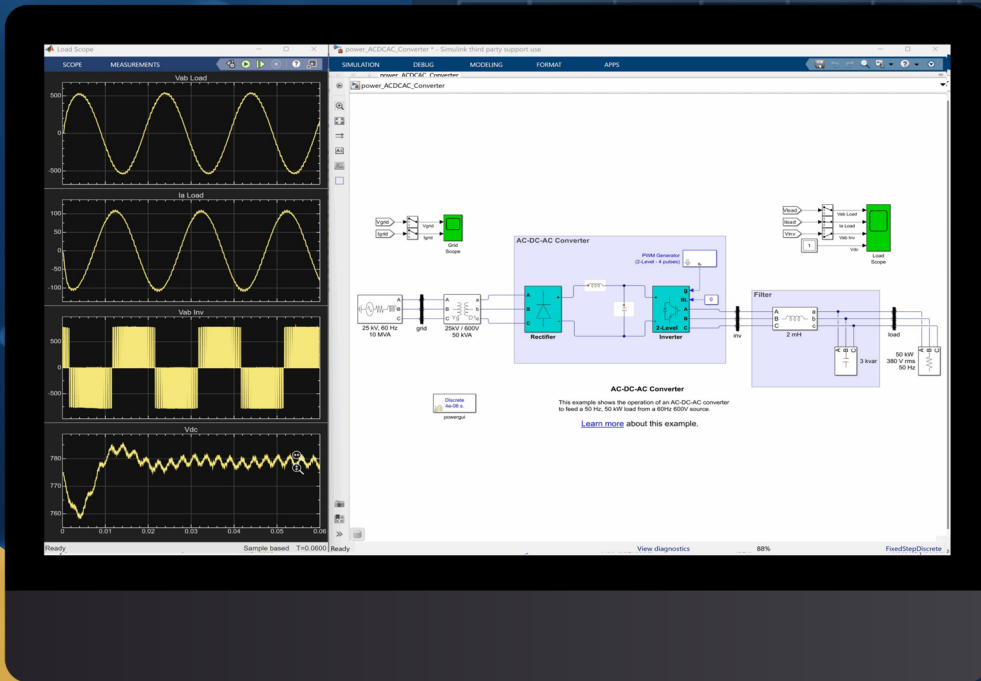 Load Scope
SCOPE MEASUREMENTS
Vab Load
500
0
-500
Ia Load
100
50
0
-50
-100
Vab Inv
500
0
-500
Vdc
780
770
760
0 0.01 0.02 0.03 0.04 0.05 0.06
Ready Sample based T=0.0600
power_ACDCAC_Converter * - Simulink third party support use
SIMULATION DEBUG MODELING FORMAT APPS
power_ACDCAC_Converter
power_ACDCAC_Converter
Vgrid
Igrid
Vgrid
Igrid
Grid
Scope
Vload
Iload
VInv
1
Vab Load
Ia Load
Vab Inv
Vdc
Load
Scope
AC-DC-AC Converter
PWM Generator
(2-Level - 4 pulses)
0
A
B
C
25 kV, 60 Hz
10 MVA
grid
A a
B b
C c
25kV / 600V
50 kVA
A
B
C
+
-
Rectifier
+
-
g
BL
A
B
C
2-Level
Inverter
inv
Filter
A a
B b
C c
2 mH
A B C
3 kvar
load
A B C
50 kW
380 V rms
50 Hz
Discrete
4e-06 s.
powergui
AC-DC-AC Converter
This example shows the operation of an AC-DC-AC converter
to feed a 50 Hz, 50 kW load from a 60Hz 600V source.
Learn more about this example.
Ready View diagnostics 88% FixedStepDiscrete